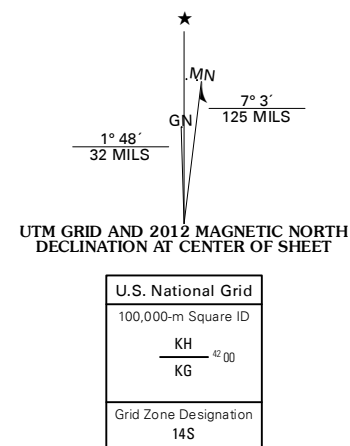 ★
MN
GN
7° 3´
125 MILS
1° 48´
32 MILS
UTM GRID AND 2012 MAGNETIC NORTH
DECLINATION AT CENTER OF SHEET
U.S. National Grid
100,000-m Square ID
KH
42 00
KG
Grid Zone Designation
14S